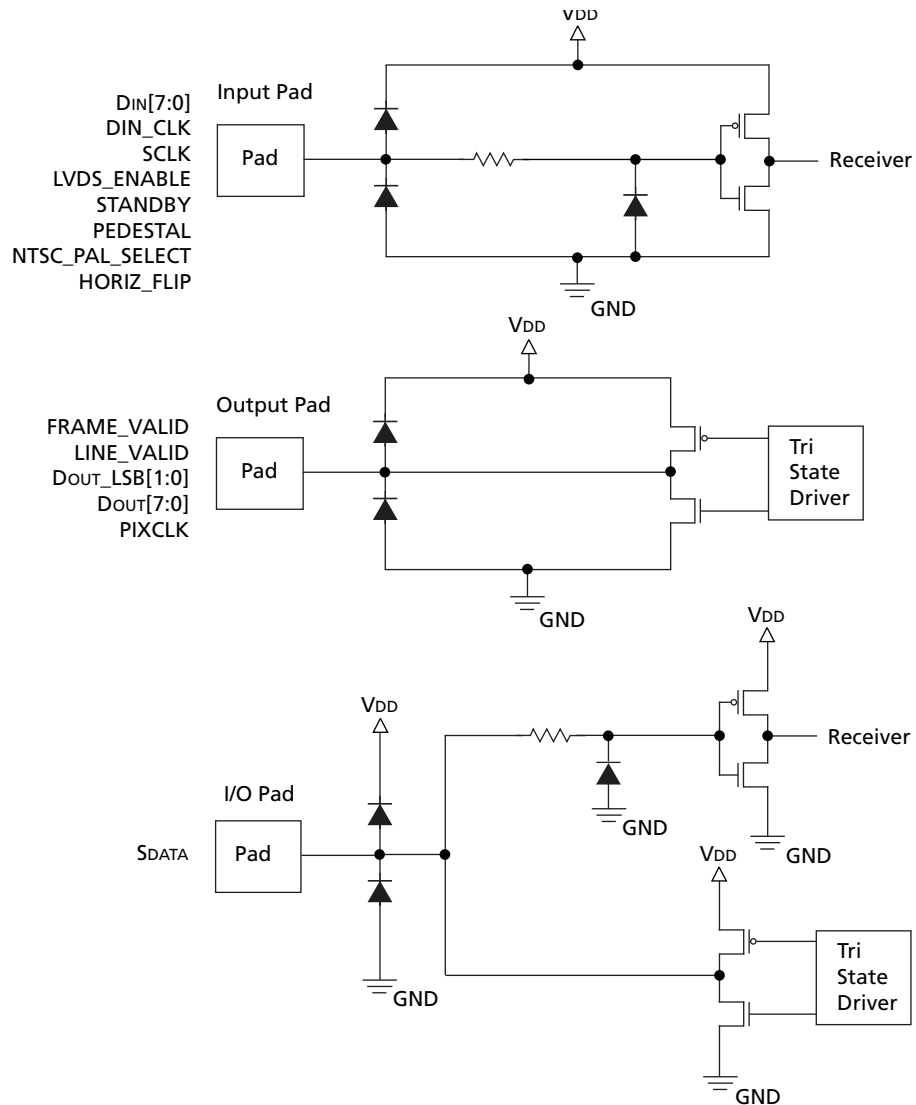 VDD
Input Pad
DIN[7:0]
DIN_CLK
SCLK
LVDS_ENABLE
STANDBY
PEDESTAL
NTSC_PAL_SELECT
HORIZ_FLIP
Pad
Receiver
GND
VDD
Output Pad
FRAME_VALID
LINE_VALID
DOUT_LSB[1:0]
DOUT[7:0]
PIXCLK
Pad
Tri
State
Driver
GND
VDD
VDD
Receiver
I/O Pad
GND
SDATA
Pad
VDD
GND
GND
Tri
State
Driver
GND